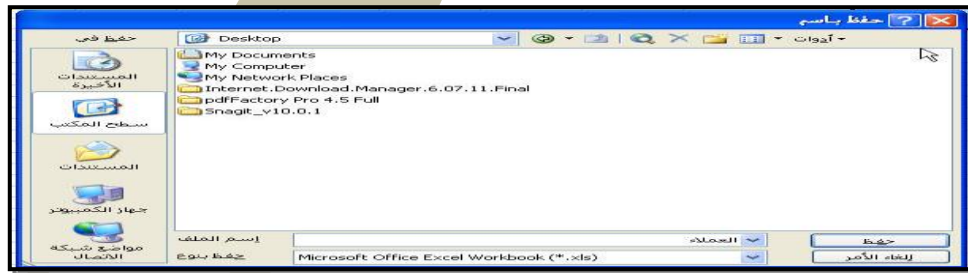 حفظ باسم
حفظ في
Desktop
أدوات
My Documents
My Computer
My Network Places
Internet.Download.Manager.6.07.11.Final
pdfFactory Pro 4.5 Full
Snagit_v10.0.1
المستندات الأخيرة
سطح المكتب
المستندات
جهاز الكمبيوتر
مواضع شبكة الاتصال
إسم الملف
العملاء
حفظ
حفظ بنوع
Microsoft Office Excel Workbook (*.xls)
إلغاء الأمر